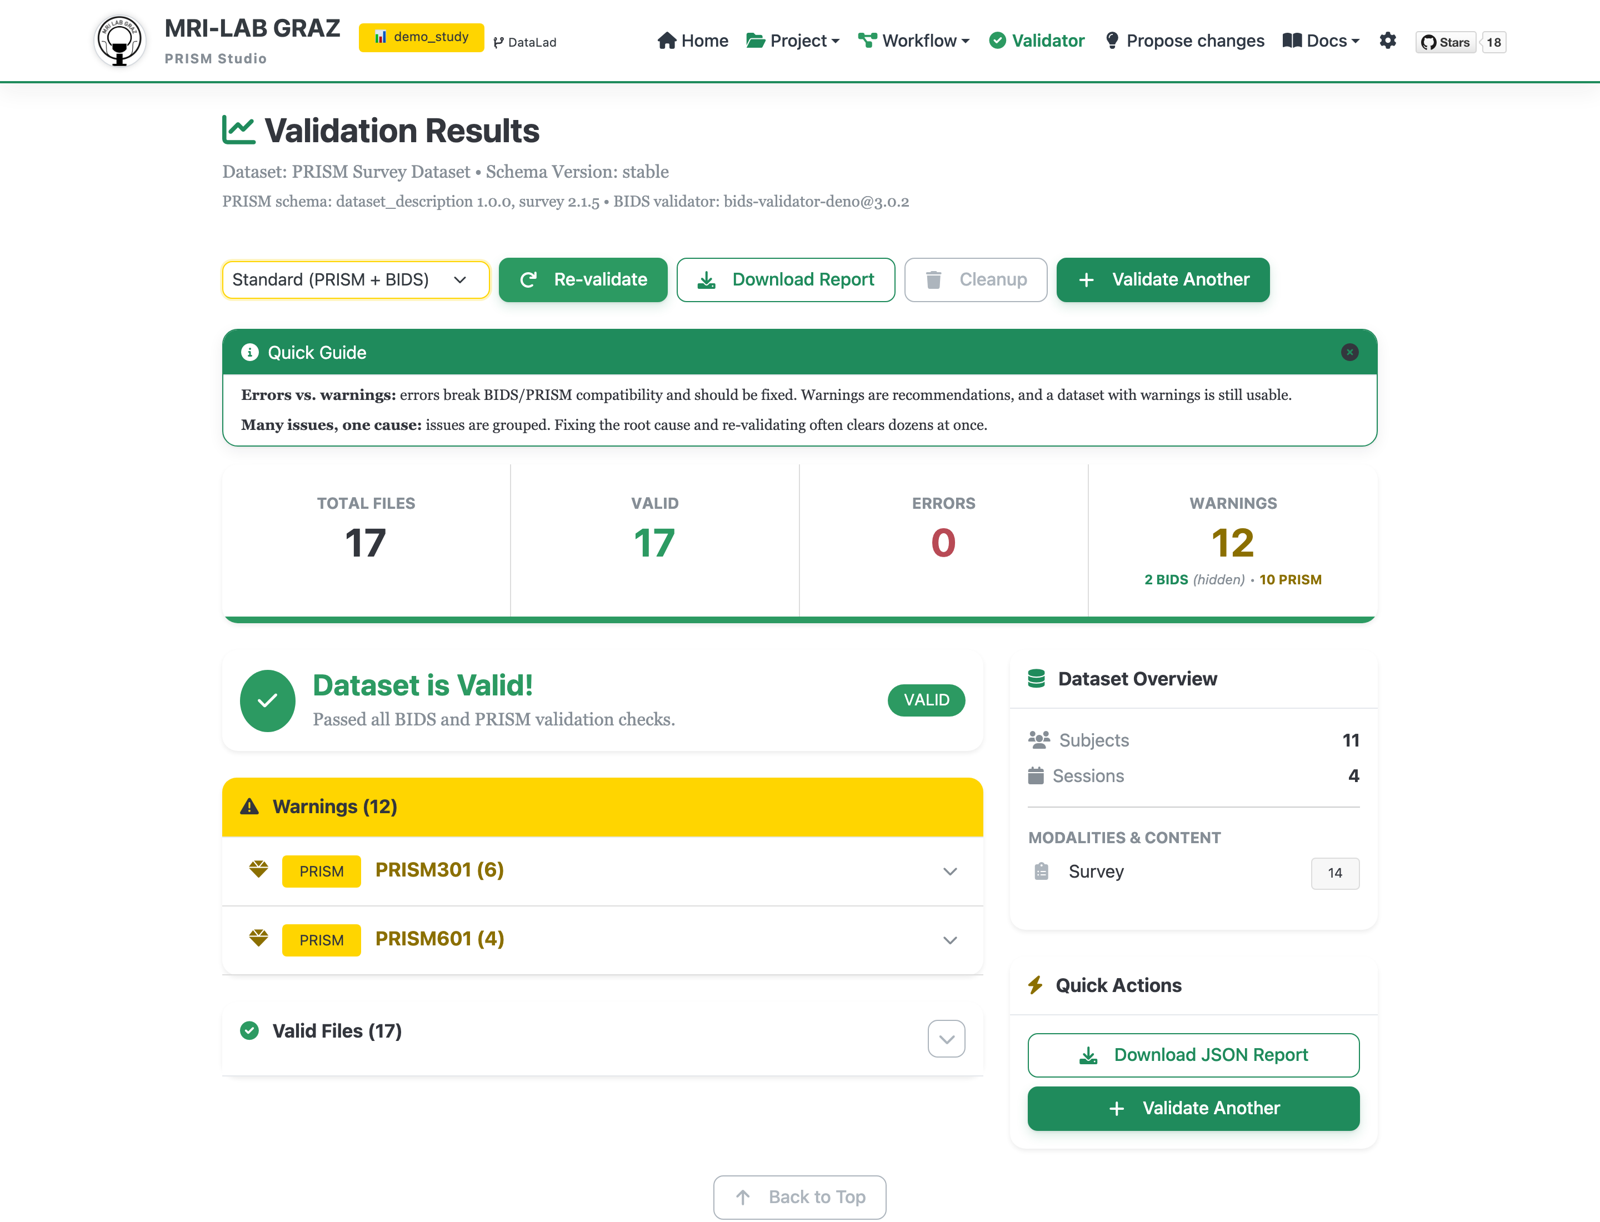 MRI-LAB GRAZ
PRISM Studio
demo_study
DataLad
Home
Project
Workflow
Validator
Propose changes
Docs
Stars
18
MRI LAB GRAZ
Validation Results
Dataset: PRISM Survey Dataset • Schema Version: stable
PRISM schema: dataset_description 1.0.0, survey 2.1.5 • BIDS validator: bids-validator-deno@3.0.2
Standard (PRISM + BIDS)
Re-validate
Download Report
Cleanup
Validate Another
Quick Guide
Errors vs. warnings: errors break BIDS/PRISM compatibility and should be fixed. Warnings are recommendations, and a dataset with warnings is still usable.
Many issues, one cause: issues are grouped. Fixing the root cause and re-validating often clears dozens at once.
TOTAL FILES
17
VALID
17
ERRORS
0
WARNINGS
12
2 BIDS (hidden) • 10 PRISM
Dataset is Valid!
Passed all BIDS and PRISM validation checks.
VALID
Warnings (12)
PRISM
PRISM301 (6)
PRISM
PRISM601 (4)
Valid Files (17)
Dataset Overview
Subjects
11
Sessions
4
MODALITIES & CONTENT
Survey
14
Quick Actions
Download JSON Report
Validate Another
Back to Top